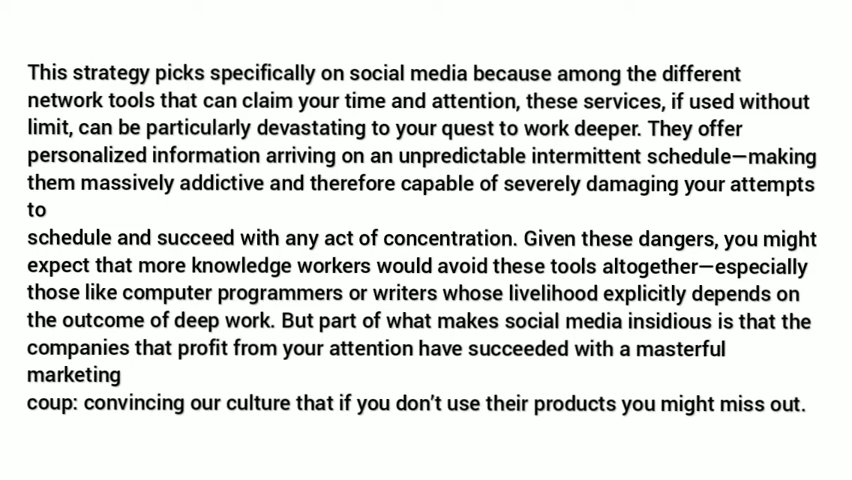 This strategy picks specifically on social media because among the different
network tools that can claim your time and attention, these services, if used without
limit, can be particularly devastating to your quest to work deeper. They offer
personalized information arriving on an unpredictable intermittent schedule—making
them massively addictive and therefore capable of severely damaging your attempts
to
schedule and succeed with any act of concentration. Given these dangers, you might
expect that more knowledge workers would avoid these tools altogether—especially
those like computer programmers or writers whose livelihood explicitly depends on
the outcome of deep work. But part of what makes social media insidious is that the
companies that profit from your attention have succeeded with a masterful
marketing
coup: convincing our culture that if you don’t use their products you might miss out.